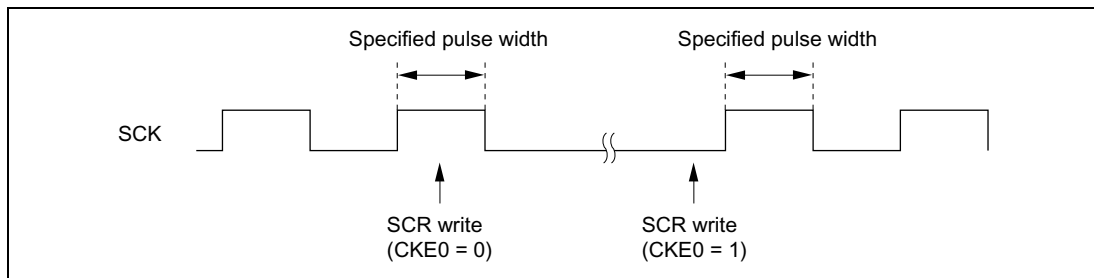 Specified pulse width
Specified pulse width
SCK
SCR write
(CKE0 = 0)
SCR write
(CKE0 = 1)